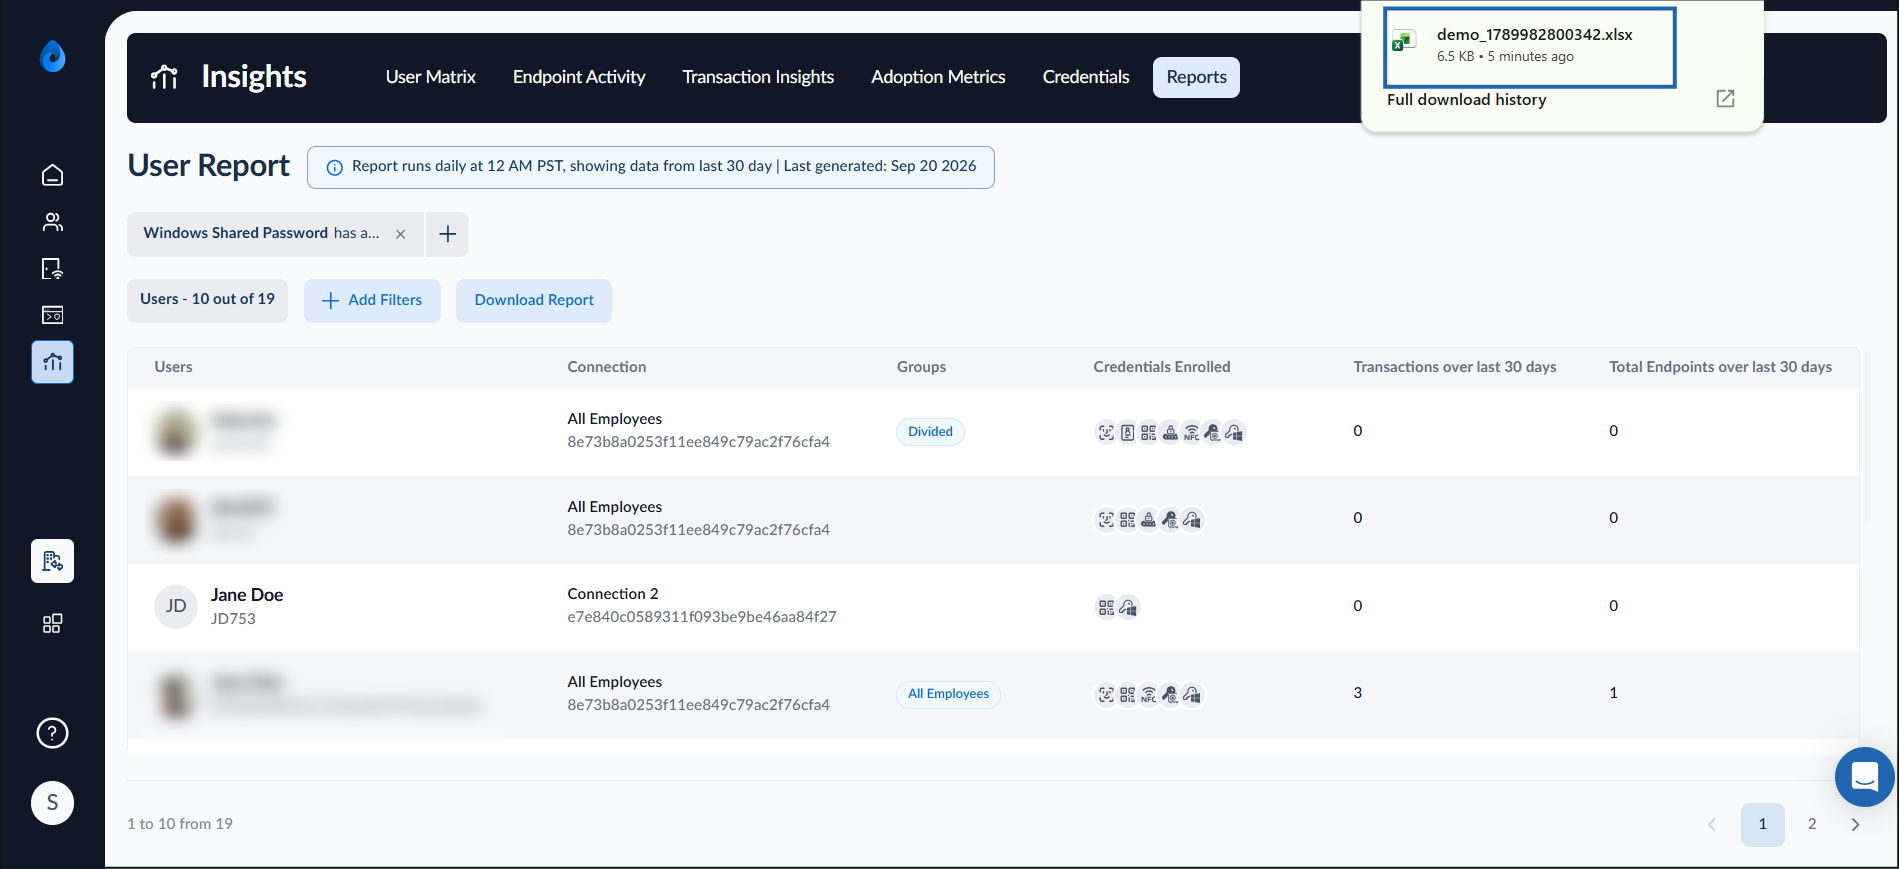 demo_1789982800342.xlsx
6.5 KB • 5 minutes ago
Full download history
Insights
User Matrix
Endpoint Activity
Transaction Insights
Adoption Metrics
Credentials
Reports
User Report
Report runs daily at 12 AM PST, showing data from last 30 day | Last generated: Sep 20 2026
Windows Shared Password has a...
Users - 10 out of 19
Add Filters
Download Report
Users
Connection
Groups
Credentials Enrolled
Transactions over last 30 days
Total Endpoints over last 30 days
All Employees
8e73b8a0253f11ee849c79ac2f76cfa4
Divided
NFC
0
0
All Employees
8e73b8a0253f11ee849c79ac2f76cfa4
0
0
JD
Jane Doe
JD753
Connection 2
e7e840c0589311f093be9be46aa84f27
0
0
All Employees
8e73b8a0253f11ee849c79ac2f76cfa4
All Employees
NFC
3
1
?
S
1 to 10 from 19
1
2